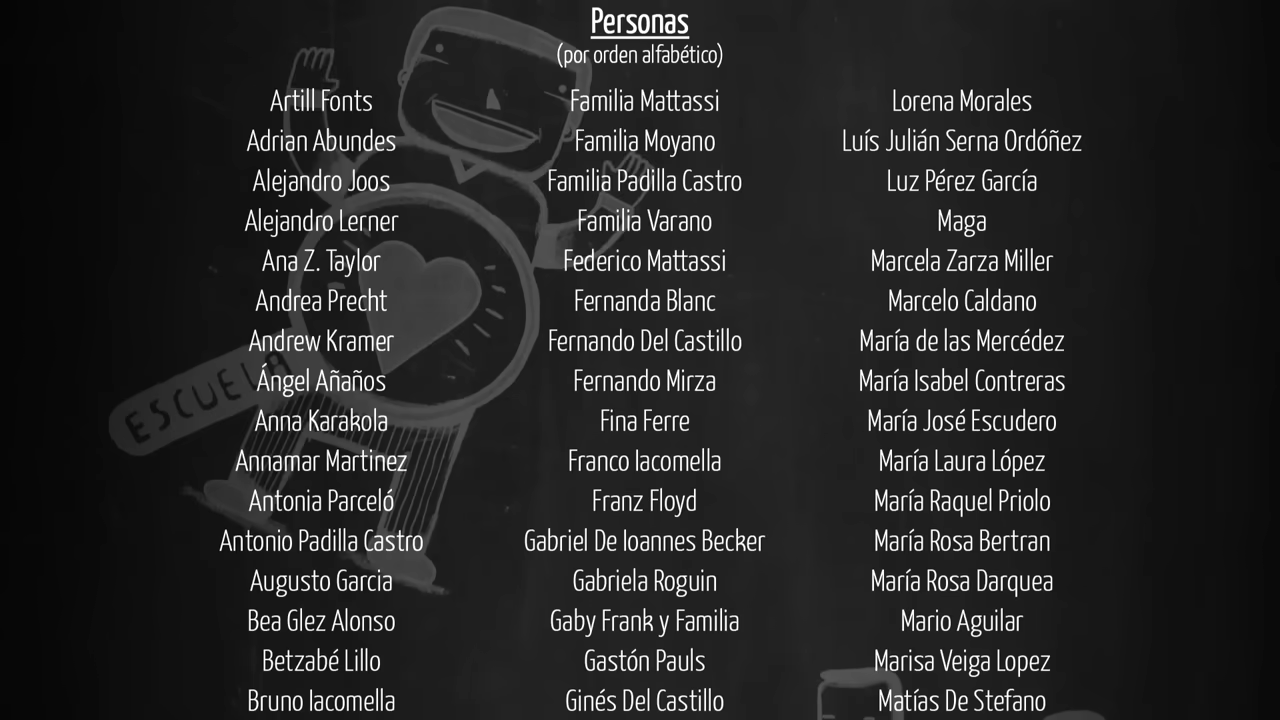 Personas
(por orden alfabético)
Artill Fonts
Adrian Abundes
Alejandro Joos
Alejandro Lerner
Ana Z. Taylor
Andrea Precht
Andrew Kramer
Ángel Añaños
Anna Karakola
Annamar Martinez
Antonia Parceló
Antonio Padilla Castro
Augusto Garcia
Bea Glez Alonso
Betzabé Lillo
Bruno Iacomella
Familia Mattassi
Familia Moyano
Familia Padilla Castro
Familia Varano
Federico Mattassi
Fernanda Blanc
Fernando Del Castillo
Fernando Mirza
Fina Ferre
Franco Iacomella
Franz Floyd
Gabriel De Ioannes Becker
Gabriela Roguin
Gaby Frank y Familia
Gastón Pauls
Ginés Del Castillo
Lorena Morales
Luís Julián Serna Ordóñez
Luz Pérez García
Maga
Marcela Zarza Miller
Marcelo Caldano
María de las Mercédez
María Isabel Contreras
María José Escudero
María Laura López
María Raquel Priolo
María Rosa Bertran
María Rosa Darquea
Mario Aguilar
Marisa Veiga Lopez
Matías De Stefano
ESCUELA